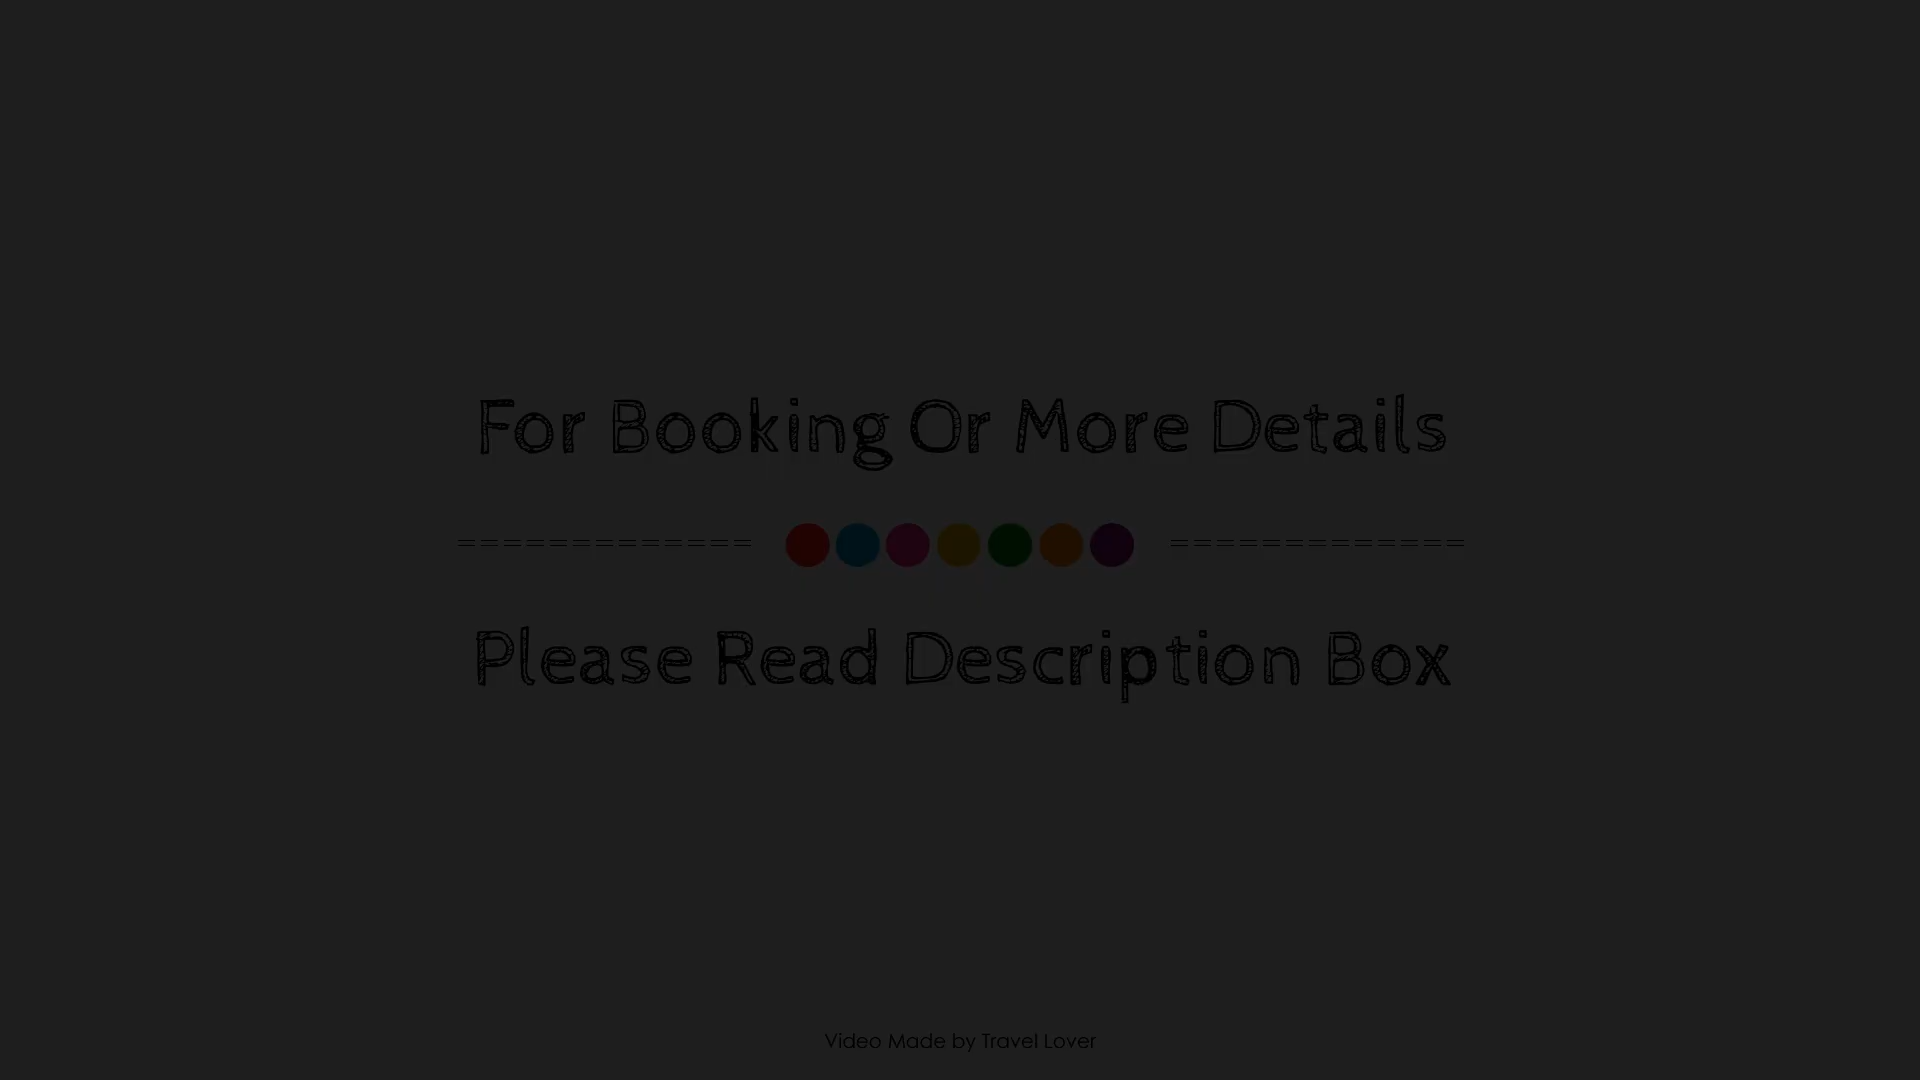 For Booking Or More Details
============= =============
Please Read Description Box
Video Made by Travel Lover